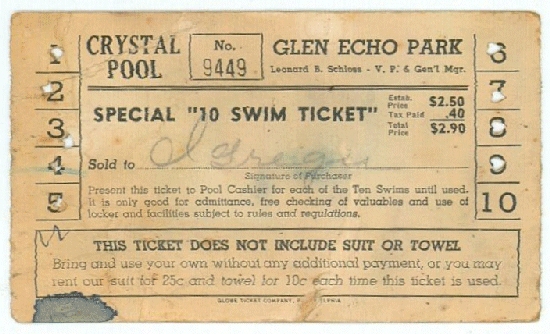 CRYSTAL POOL
No. 9449
GLEN ECHO PARK
Leonard B. Schloss - V. P. & Gen'l Mgr.
1
2
3
4
5
6
7
8
9
10
SPECIAL "10 SWIM TICKET"
Estab. Price $2.50
Tax Paid .40
Total Price $2.90
Sold to
Signature of Purchaser
Present this ticket to Pool Cashier for each of the Ten Swims until used.
It is only good for admittance, free checking of valuables and use of
locker and facilities subject to rules and regulations.
THIS TICKET DOES NOT INCLUDE SUIT OR TOWEL
Bring and use your own without any additional payment, or you may
rent our suit for 25c and towel for 10c each time this ticket is used.
GLOBE TICKET COMPANY,